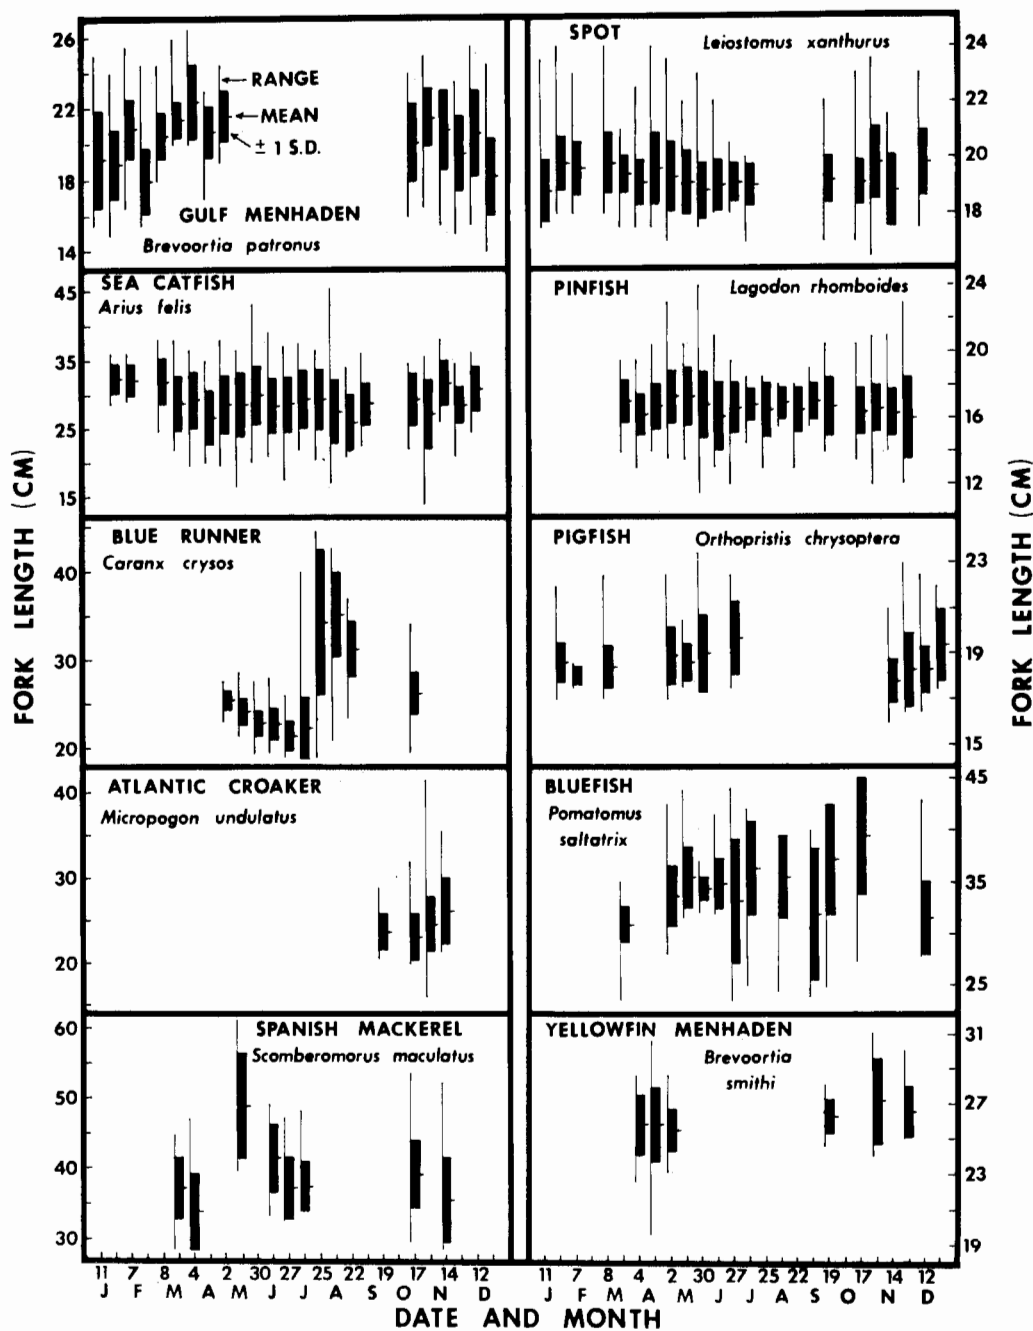 FORK LENGTH (CM)
26
22
18
14
RANGE
MEAN
± 1 S.D.
GULF MENHADEN
Brevoortia patronus
SPOT
Leiostomus xanthurus
24
22
20
18
SEA CATFISH
Arius felis
45
35
25
15
PINFISH
Lagodon rhomboides
24
20
16
12
BLUE RUNNER
Caranx crysos
40
30
20
PIGFISH
Orthopristis chrysoptera
23
19
15
ATLANTIC CROAKER
Micropogon undulatus
40
30
20
BLUEFISH
Pomatomus
saltatrix
45
35
25
SPANISH MACKEREL
Scomberomorus maculatus
60
50
40
30
YELLOWFIN MENHADEN
Brevoortia
smithi
31
27
23
19
FORK LENGTH (CM)
11 7 8 4 2 30 27 25 22 19 17 14 12
J F M A M J J A S O N D
11 7 8 4 2 30 27 25 22 19 17 14 12
J F M A M J J A S O N D
DATE AND MONTH